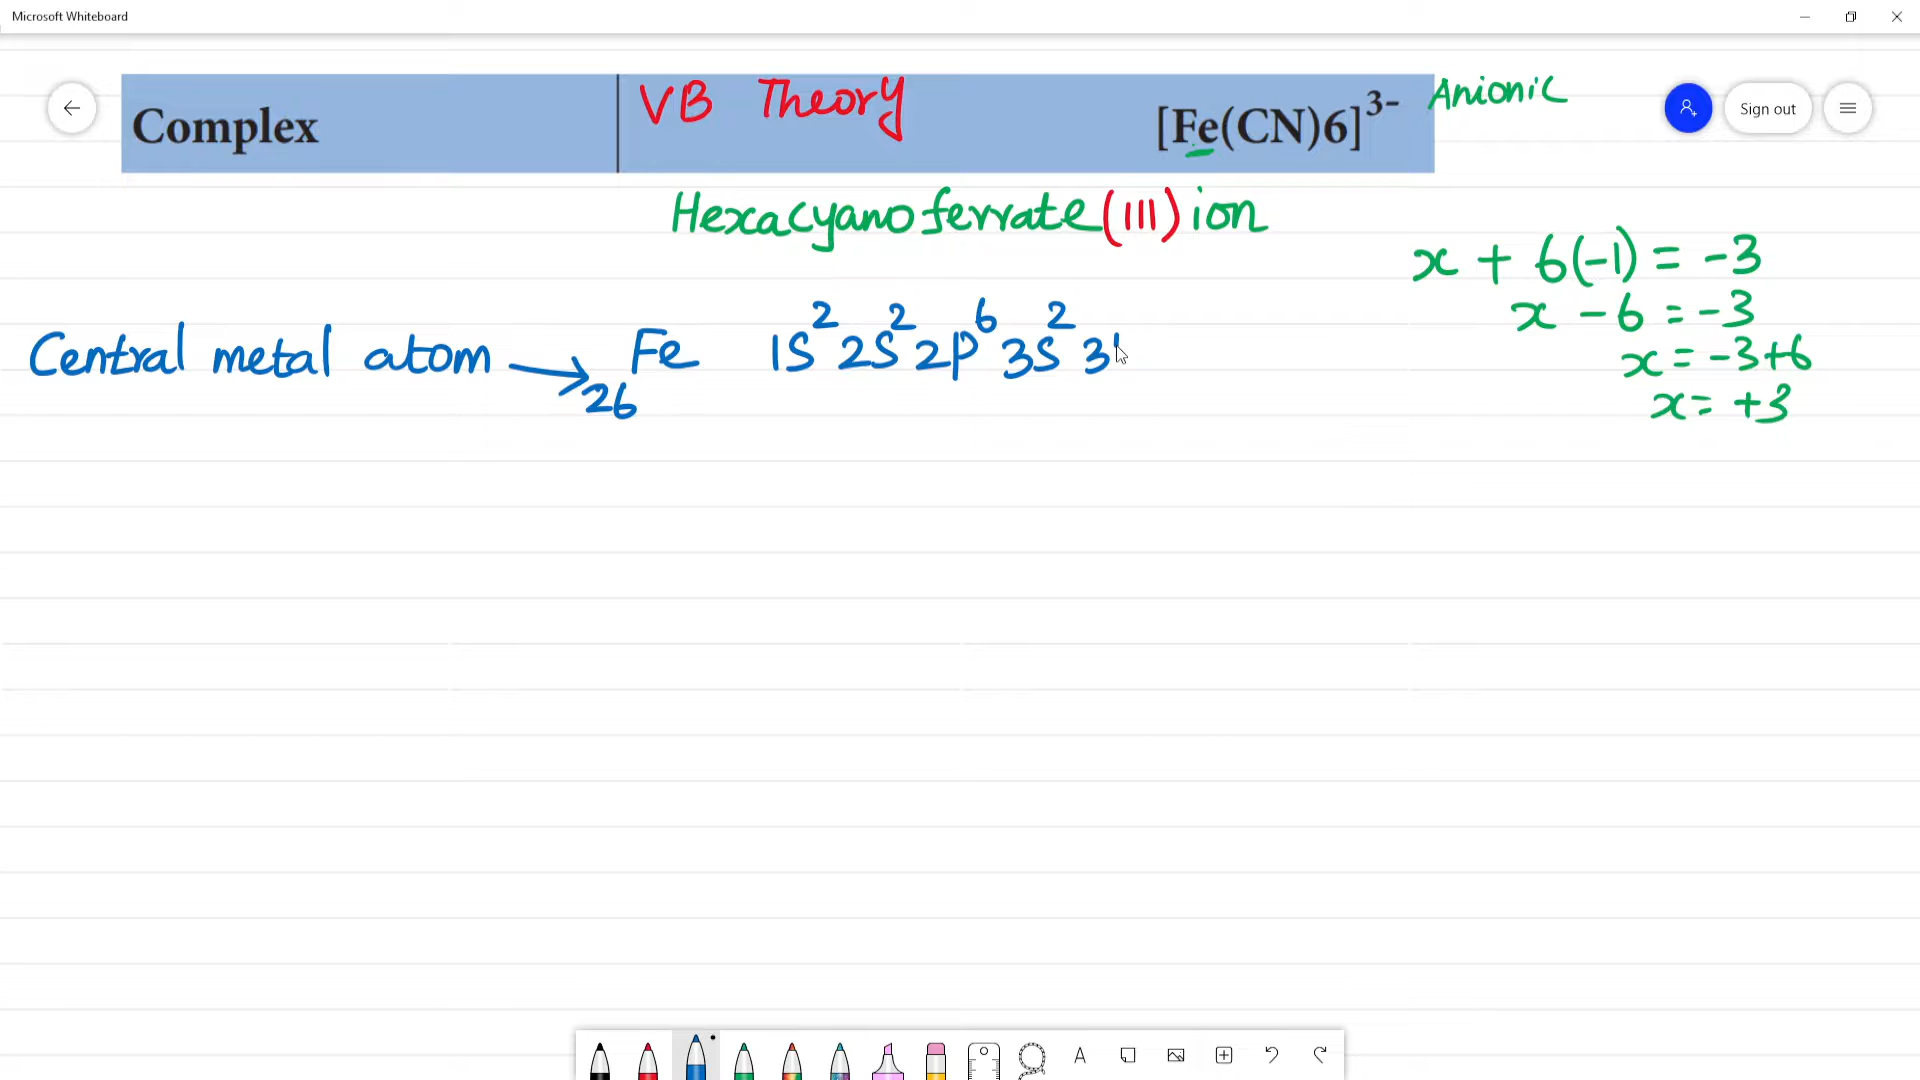 Microsoft Whiteboard
Complex VB Theory [Fe(CN)6]³⁻ Anionic
Sign out
Hexacyanoferrate(III) ion
x + 6(-1) = -3
x - 6 = -3
x = -3+6
x = +3
Central metal atom → ₂₆Fe 1S² 2S² 2P⁶ 3S² 3
A